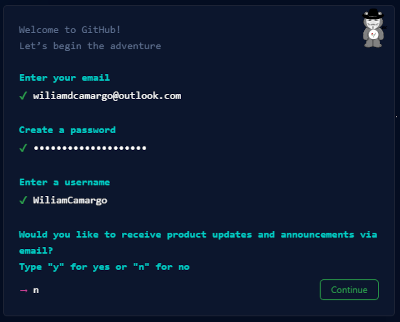 Welcome to GitHub!
Let's begin the adventure
Enter your email
✓ wiliamdcamargo@outlook.com
Create a password
✓ ••••••••••••••••••••
Enter a username
✓ WiliamCamargo
Would you like to receive product updates and announcements via
email?
Type "y" for yes or "n" for no
→ n
Continue